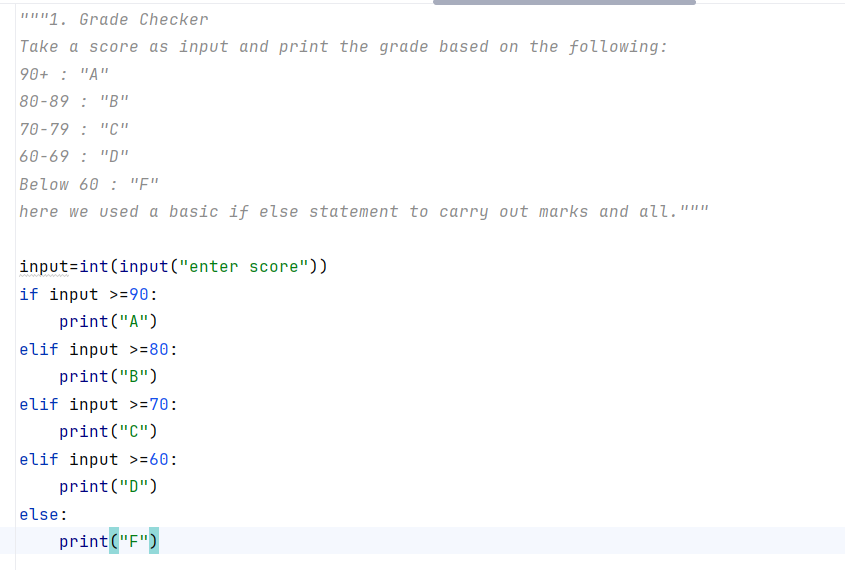 """1. Grade Checker
Take a score as input and print the grade based on the following:
90+ : "A"
80-89 : "B"
70-79 : "C"
60-69 : "D"
Below 60 : "F"
here we used a basic if else statement to carry out marks and all."""

input=int(input("enter score"))
if input >=90:
    print("A")
elif input >=80:
    print("B")
elif input >=70:
    print("C")
elif input >=60:
    print("D")
else:
    print("F")